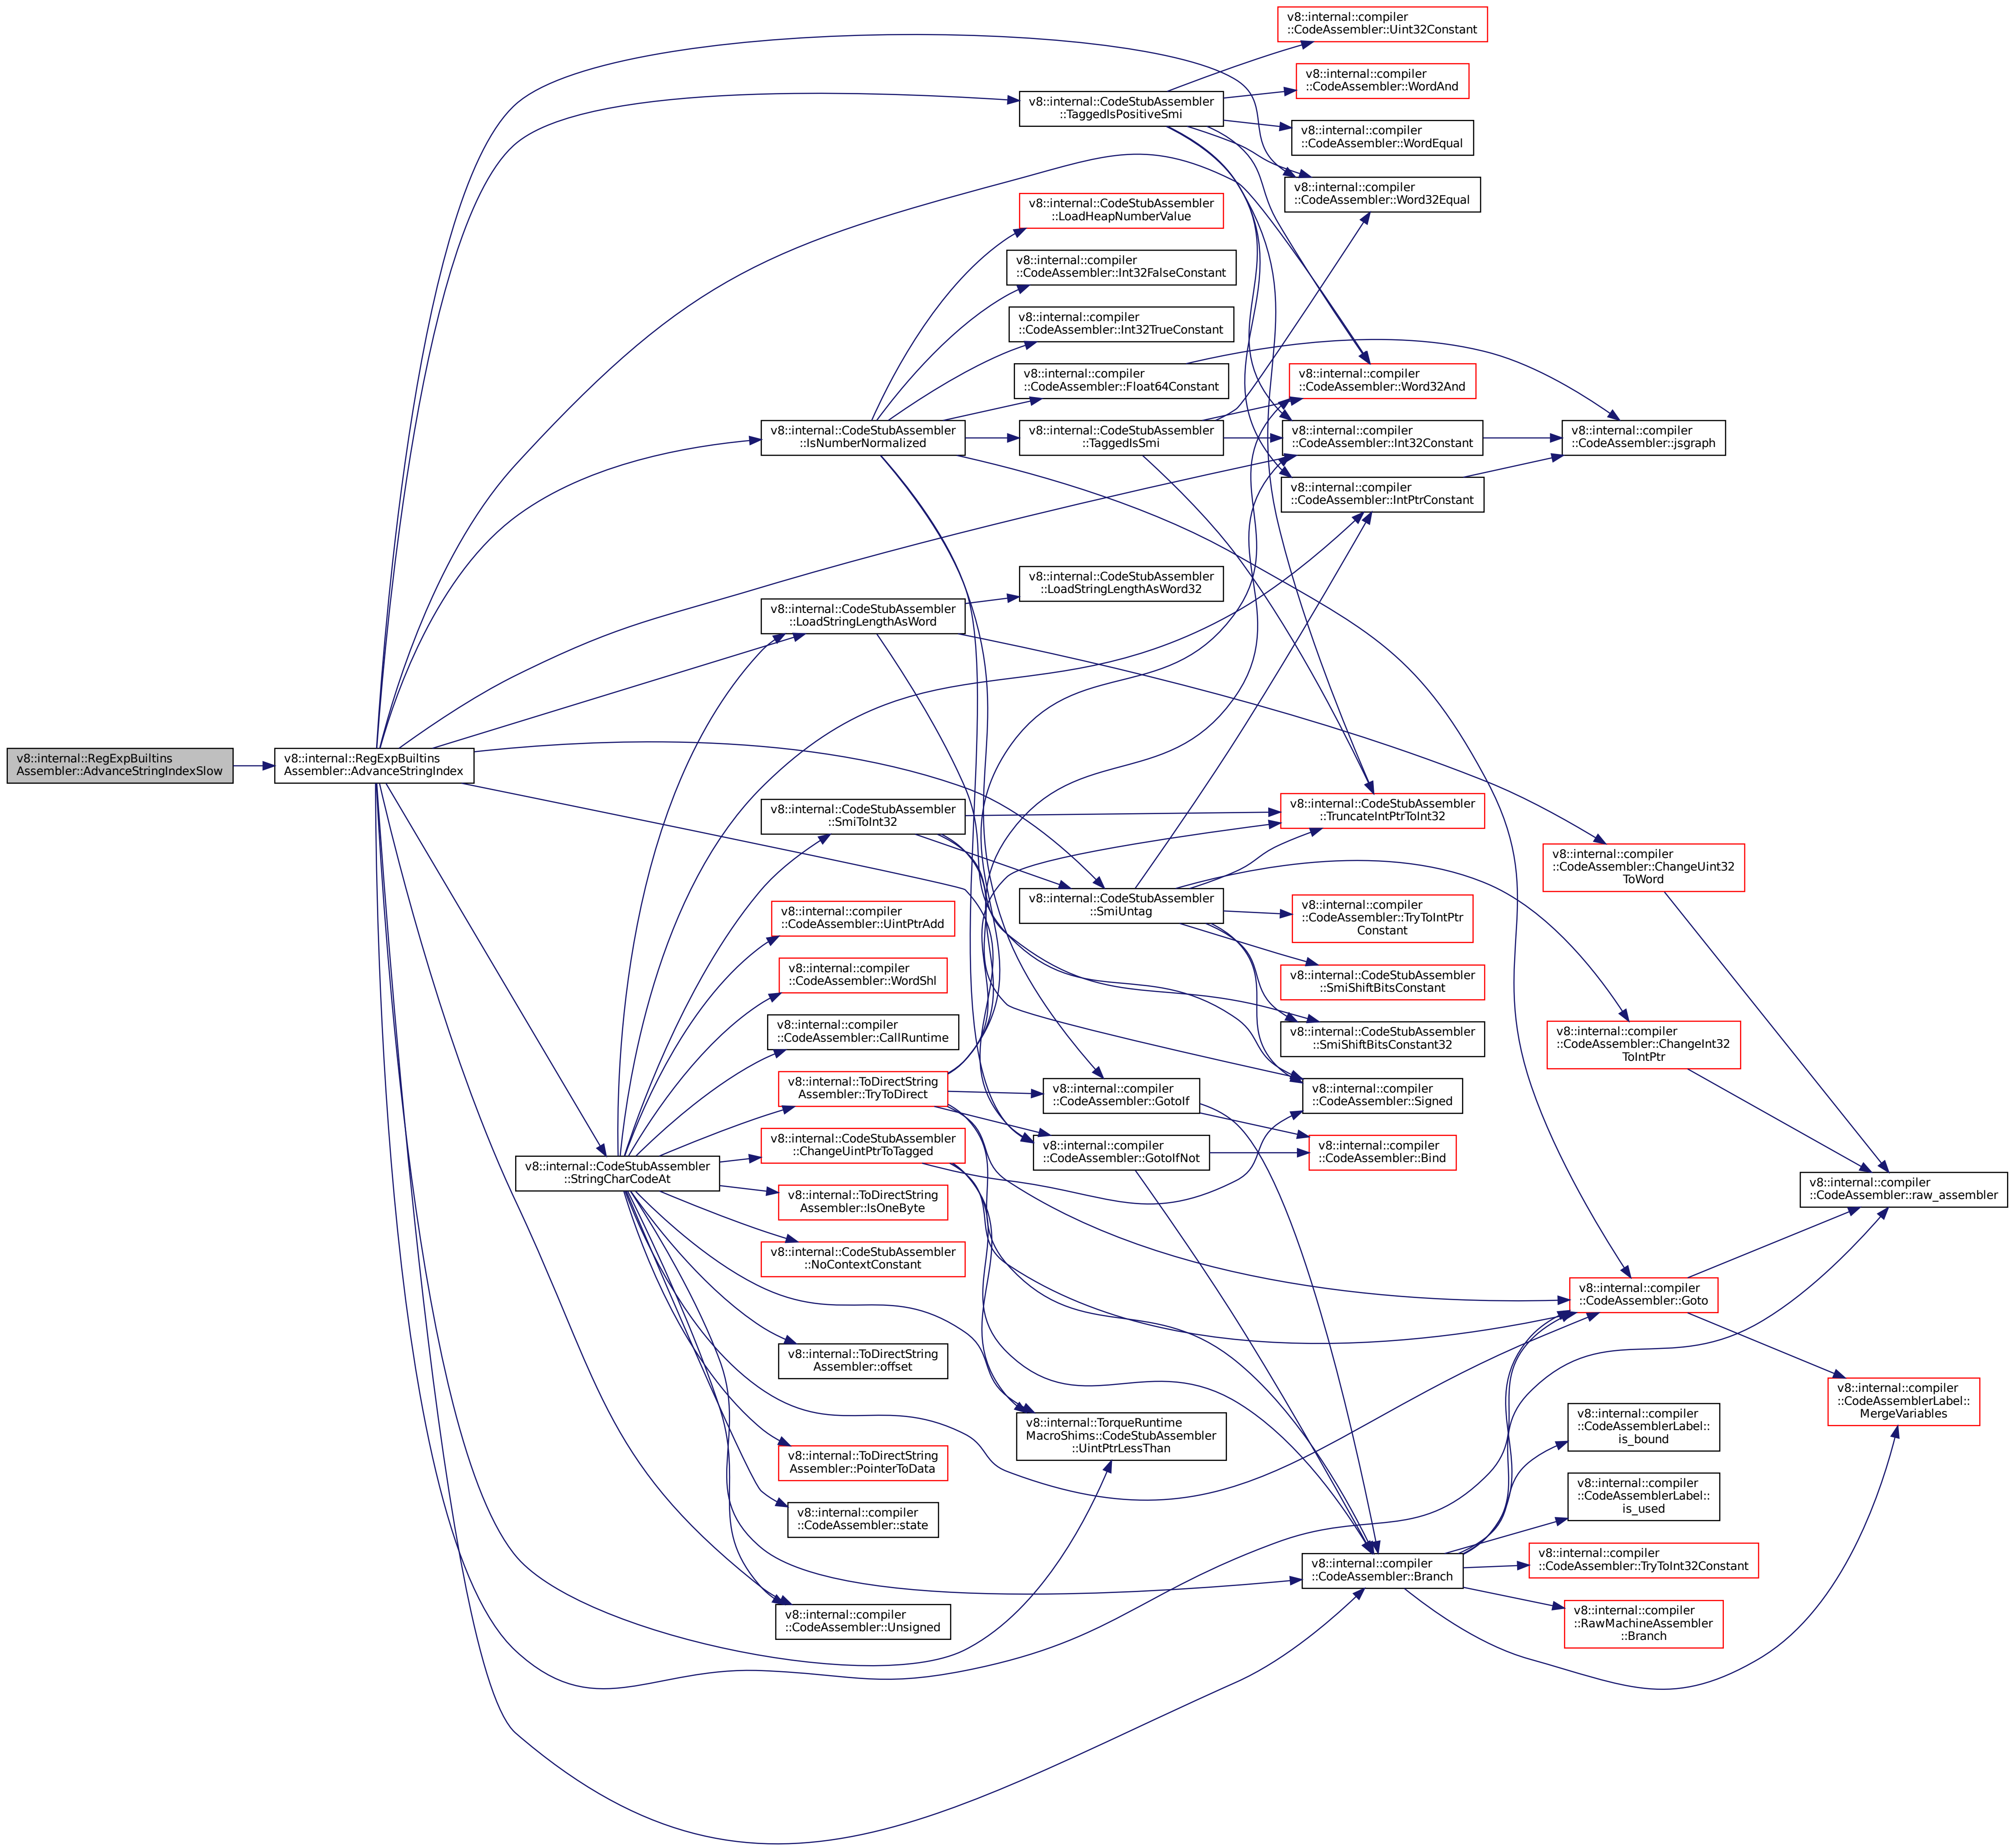 v8::internal::compiler
::CodeAssembler::Uint32Constant
v8::internal::compiler
::CodeAssembler::WordAnd
v8::internal::CodeStubAssembler
::TaggedIsPositiveSmi
v8::internal::compiler
::CodeAssembler::WordEqual
v8::internal::compiler
::CodeAssembler::Word32Equal
v8::internal::CodeStubAssembler
::LoadHeapNumberValue
v8::internal::compiler
::CodeAssembler::Int32FalseConstant
v8::internal::compiler
::CodeAssembler::Int32TrueConstant
v8::internal::compiler
::CodeAssembler::Float64Constant
v8::internal::compiler
::CodeAssembler::Word32And
v8::internal::CodeStubAssembler
::IsNumberNormalized
v8::internal::CodeStubAssembler
::TaggedIsSmi
v8::internal::compiler
::CodeAssembler::Int32Constant
v8::internal::compiler
::CodeAssembler::jsgraph
v8::internal::compiler
::CodeAssembler::IntPtrConstant
v8::internal::CodeStubAssembler
::LoadStringLengthAsWord32
v8::internal::CodeStubAssembler
::LoadStringLengthAsWord
v8::internal::RegExpBuiltins
Assembler::AdvanceStringIndexSlow
v8::internal::RegExpBuiltins
Assembler::AdvanceStringIndex
v8::internal::CodeStubAssembler
::SmiToInt32
v8::internal::CodeStubAssembler
::TruncateIntPtrToInt32
v8::internal::compiler
::CodeAssembler::ChangeUint32
ToWord
v8::internal::CodeStubAssembler
::SmiUntag
v8::internal::compiler
::CodeAssembler::TryToIntPtr
Constant
v8::internal::compiler
::CodeAssembler::UintPtrAdd
v8::internal::compiler
::CodeAssembler::WordShl
v8::internal::CodeStubAssembler
::SmiShiftBitsConstant
v8::internal::compiler
::CodeAssembler::CallRuntime
v8::internal::CodeStubAssembler
::SmiShiftBitsConstant32
v8::internal::compiler
::CodeAssembler::ChangeInt32
ToIntPtr
v8::internal::ToDirectString
Assembler::TryToDirect
v8::internal::compiler
::CodeAssembler::GotoIf
v8::internal::compiler
::CodeAssembler::Signed
v8::internal::CodeStubAssembler
::ChangeUintPtrToTagged
v8::internal::compiler
::CodeAssembler::GotoIfNot
v8::internal::compiler
::CodeAssembler::Bind
v8::internal::CodeStubAssembler
::StringCharCodeAt
v8::internal::ToDirectString
Assembler::IsOneByte
v8::internal::compiler
::CodeAssembler::raw_assembler
v8::internal::CodeStubAssembler
::NoContextConstant
v8::internal::compiler
::CodeAssembler::Goto
v8::internal::ToDirectString
Assembler::offset
v8::internal::compiler
::CodeAssemblerLabel::
MergeVariables
v8::internal::TorqueRuntime
MacroShims::CodeStubAssembler
::UintPtrLessThan
v8::internal::compiler
::CodeAssemblerLabel::
is_bound
v8::internal::ToDirectString
Assembler::PointerToData
v8::internal::compiler
::CodeAssembler::state
v8::internal::compiler
::CodeAssemblerLabel::
is_used
v8::internal::compiler
::CodeAssembler::Branch
v8::internal::compiler
::CodeAssembler::TryToInt32Constant
v8::internal::compiler
::CodeAssembler::Unsigned
v8::internal::compiler
::RawMachineAssembler
::Branch